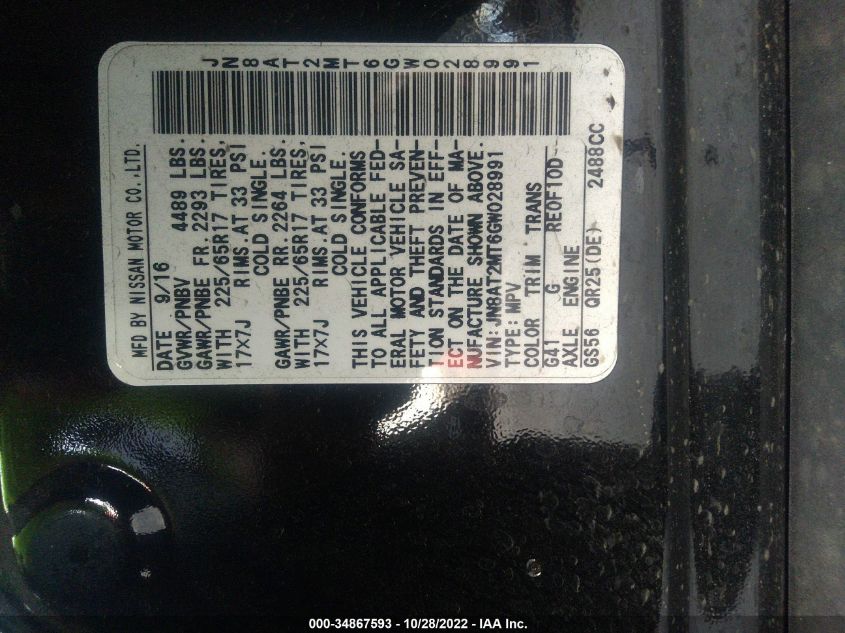 JN8AT2MT6GW028991
MFD BY NISSAN MOTOR CO.,LTD.
DATE 9/16
GVWR/PNBV 4489 LBS.
GAWR/PNBE FR. 2293 LBS.
WITH 225/65R17 TIRES,
17X7J RIMS.AT 33 PSI
COLD SINGLE.
GAWR/PNBE RR. 2264 LBS.
WITH 225/65R17 TIRES,
17X7J RIMS.AT 33 PSI
COLD SINGLE.
THIS VEHICLE CONFORMS
TO ALL APPLICABLE FED-
ERAL MOTOR VEHICLE SA-
FETY AND THEFT PREVEN-
TION STANDARDS IN EFF-
ECT ON THE DATE OF MA-
NUFACTURE SHOWN ABOVE.
VIN: JN8AT2MT6GW028991
TYPE: MPV
COLOR TRIM TRANS
G41 G RE0F10D
AXLE ENGINE
GS56 QR25(DE) 2488CC
000-34867593 - 10/28/2022 - IAA Inc.